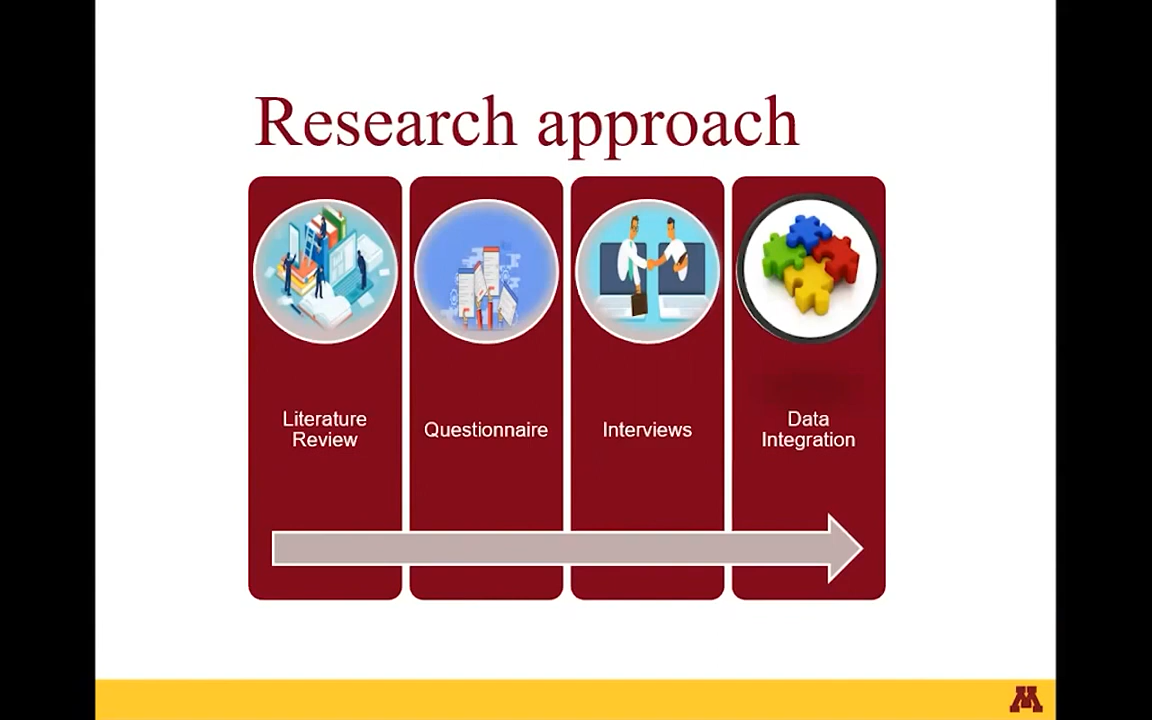 Research approach
Literature
Review
Questionnaire
Interviews
Data
Integration
M